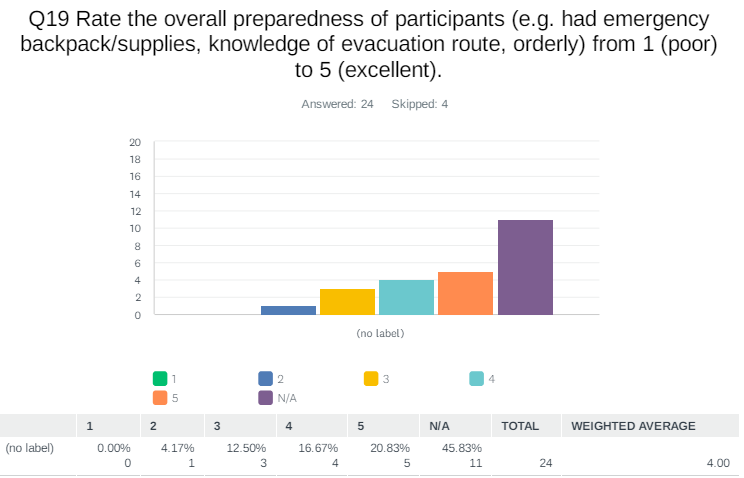 Q19 Rate the overall preparedness of participants (e.g. had emergency
backpack/supplies, knowledge of evacuation route, orderly) from 1 (poor)
to 5 (excellent).
Answered: 24 Skipped: 4
20
18
16
14
12
10
8
6
4
2
0
(no label)
1 2 3 4
5 N/A
1 2 3 4 5 N/A TOTAL WEIGHTED AVERAGE
(no label) 0.00% 4.17% 12.50% 16.67% 20.83% 45.83%
0 1 3 4 5 11 24 4.00